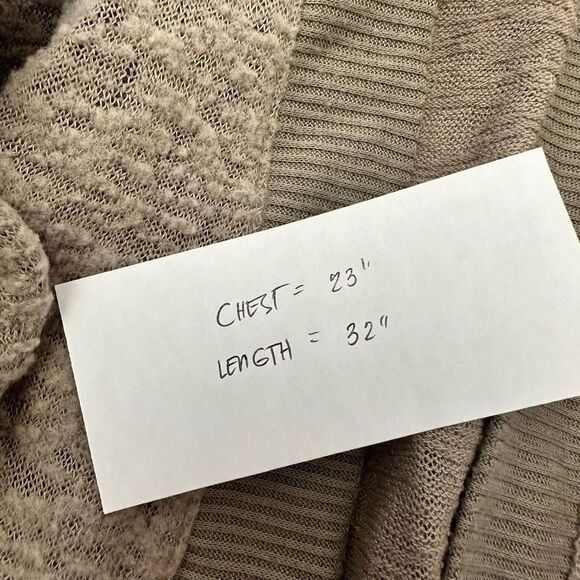 CHEST = 23"
LENGTH = 32"